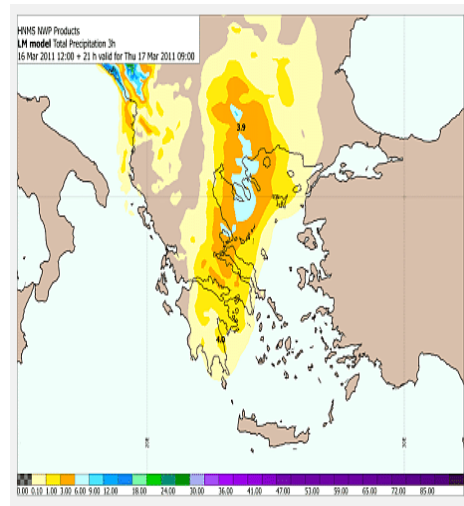 HNMS NWP Products
LM model Total Precipitation 3h
16 Mar 2011 12:00 + 21 h valid for Thu 17 Mar 2011 09:00
3.9
4.0
20E
30E
0.00 0.10 1.00 3.00 6.00 9.00 12.00 18.00 24.00 30.00 36.00 41.00 47.00 53.00 59.00 65.00 72.00 85.00